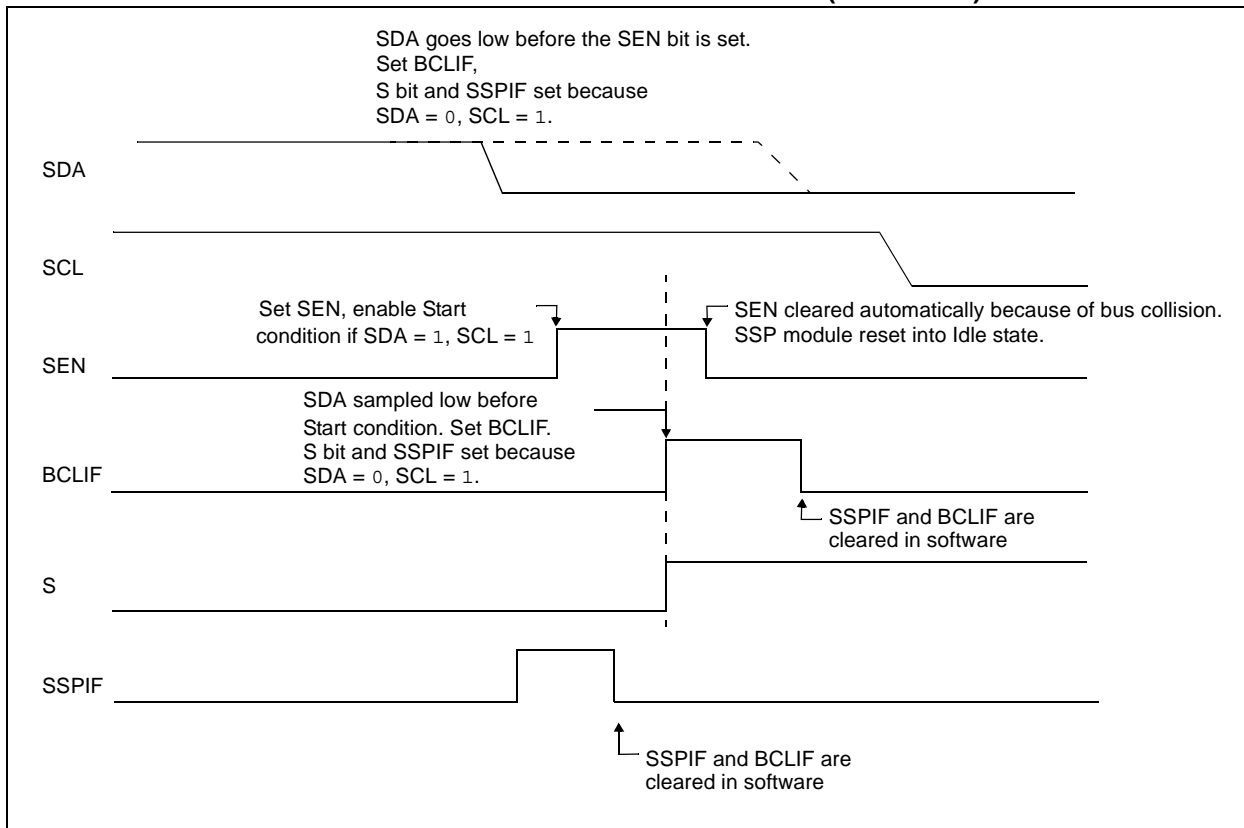 SDA goes low before the SEN bit is set.
Set BCLIF,
S bit and SSPIF set because
SDA = 0, SCL = 1.
SDA
SCL
Set SEN, enable Start
condition if SDA = 1, SCL = 1
SEN cleared automatically because of bus collision.
SSP module reset into Idle state.
SEN
SDA sampled low before
Start condition. Set BCLIF.
S bit and SSPIF set because
SDA = 0, SCL = 1.
BCLIF
SSPIF and BCLIF are
cleared in software
S
SSPIF
SSPIF and BCLIF are
cleared in software